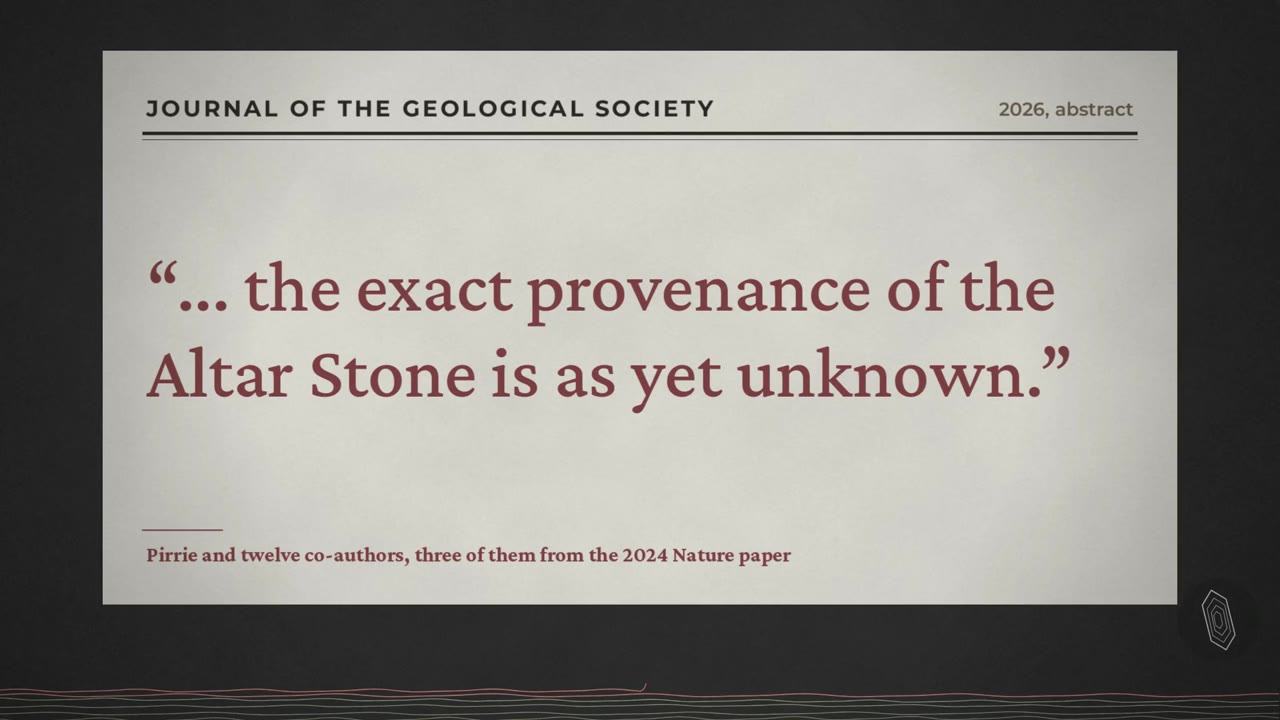 JOURNAL OF THE GEOLOGICAL SOCIETY
2026, abstract
“... the exact provenance of the
Altar Stone is as yet unknown.”
Pirrie and twelve co-authors, three of them from the 2024 Nature paper